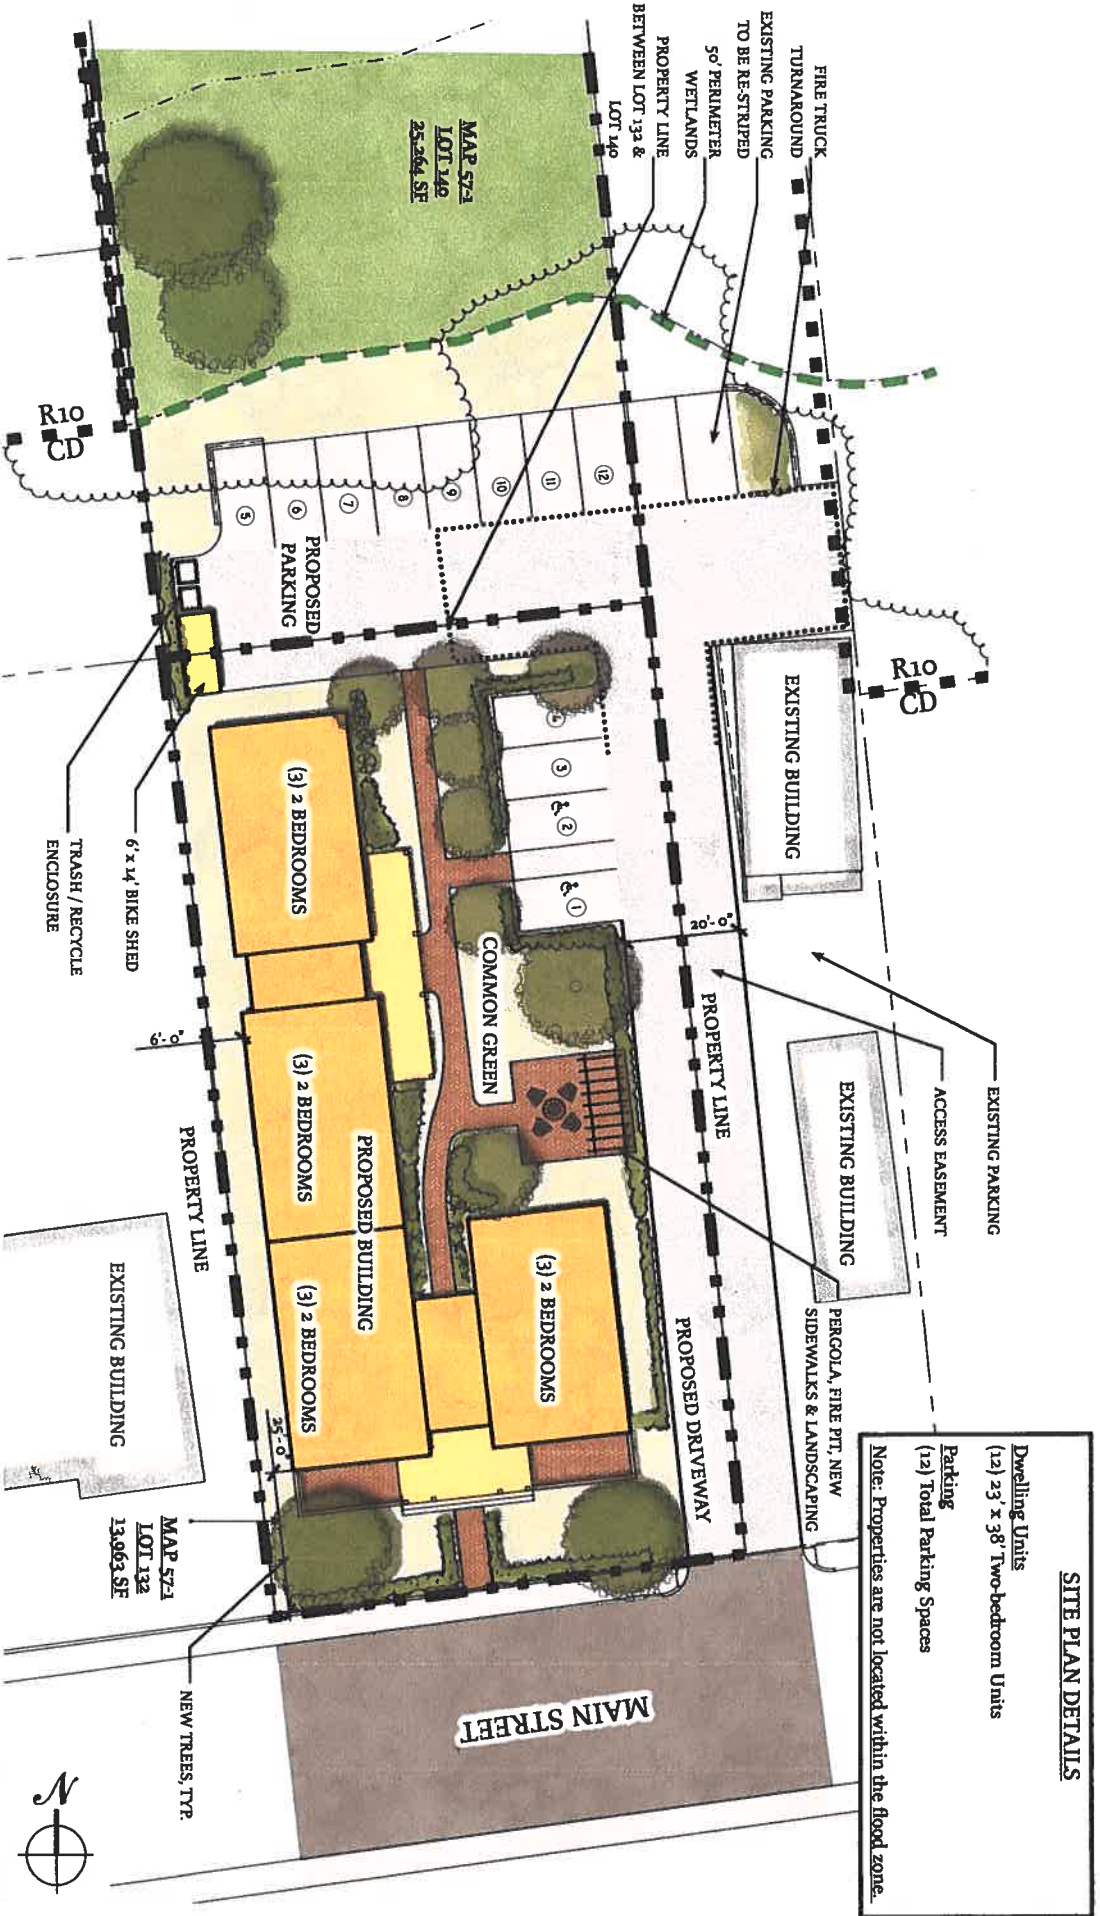 SITE PLAN DETAILS
Dwelling Units
(12) 23' x 38' Two-bedroom Units
Parking
(12) Total Parking Spaces
Note: Properties are not located within the flood zone.
FIRE TRUCK
TURNAROUND
EXISTING PARKING
TO BE RE-STRIPED
50' PERIMETER
WETLANDS
PROPERTY LINE
BETWEEN LOT 132 &
LOT 140
MAP 57-1
LOT 140
25,264 SF
R10
CD
R10
CD
EXISTING BUILDING
EXISTING BUILDING
EXISTING PARKING
ACCESS EASEMENT
PERGOLA, FIRE PIT, NEW
SIDEWALKS & LANDSCAPING
20'-0"
PROPERTY LINE
PROPOSED DRIVEWAY
12
11
10
9
8
7
6
5
PROPOSED
PARKING
4
3
2
1
COMMON GREEN
(3) 2 BEDROOMS
(3) 2 BEDROOMS
PROPOSED BUILDING
(3) 2 BEDROOMS
(3) 2 BEDROOMS
6' x 14' BIKE SHED
TRASH / RECYCLE
ENCLOSURE
6'-0"
PROPERTY LINE
25'-0"
EXISTING BUILDING
MAP 57-1
LOT 132
13,963 SF
NEW TREES, TYP.
MAIN STREET
N